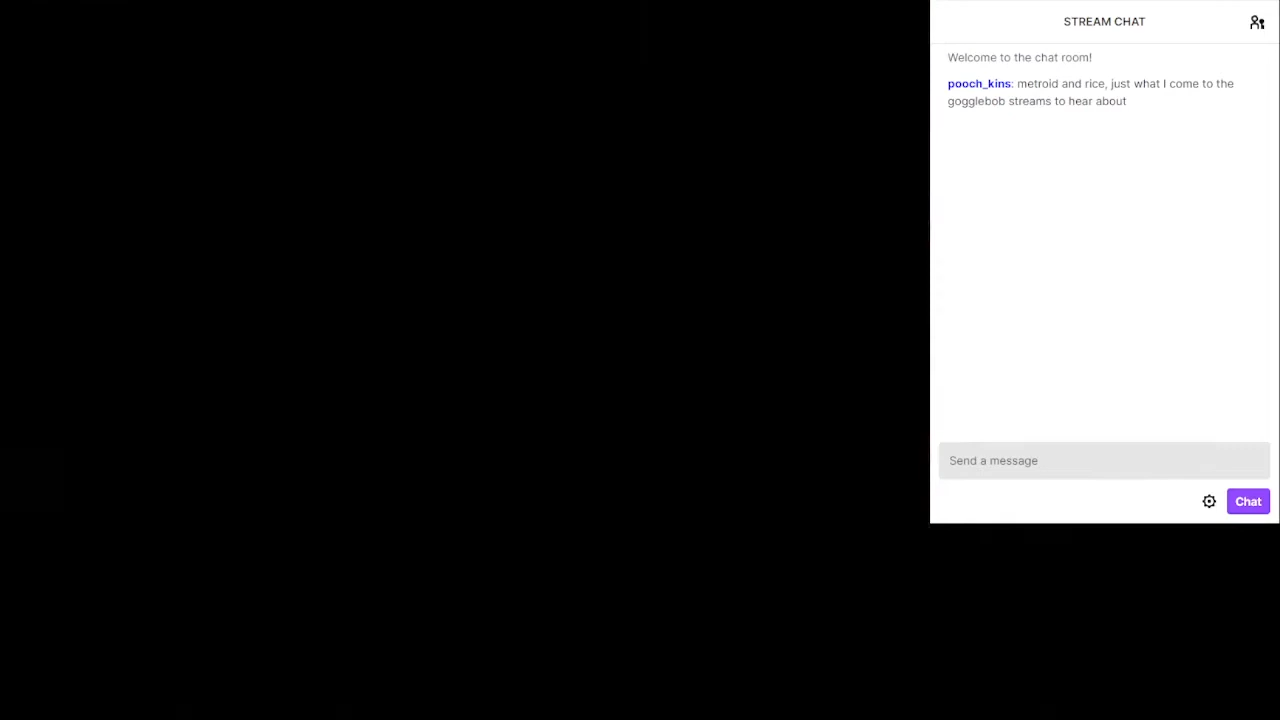 STREAM CHAT
Welcome to the chat room!
pooch_kins: metroid and rice, just what I come to the
gogglebob streams to hear about
Send a message
Chat